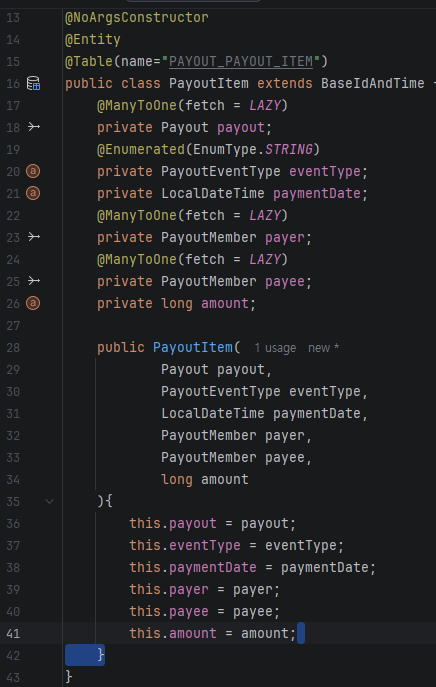 13 @NoArgsConstructor
14 @Entity
15 @Table(name="PAYOUT_PAYOUT_ITEM")
16 public class PayoutItem extends BaseIdAndTime
17 @ManyToOne(fetch = LAZY)
18 private Payout payout;
19 @Enumerated(EnumType.STRING)
20 private PayoutEventType eventType;
21 private LocalDateTime paymentDate;
22 @ManyToOne(fetch = LAZY)
23 private PayoutMember payer;
24 @ManyToOne(fetch = LAZY)
25 private PayoutMember payee;
26 private long amount;
27
28 public PayoutItem( 1 usage new *
29 Payout payout,
30 PayoutEventType eventType,
31 LocalDateTime paymentDate,
32 PayoutMember payer,
33 PayoutMember payee,
34 long amount
35 ){
36 this.payout = payout;
37 this.eventType = eventType;
38 this.paymentDate = paymentDate;
39 this.payer = payer;
40 this.payee = payee;
41 this.amount = amount;
42 }
43 }